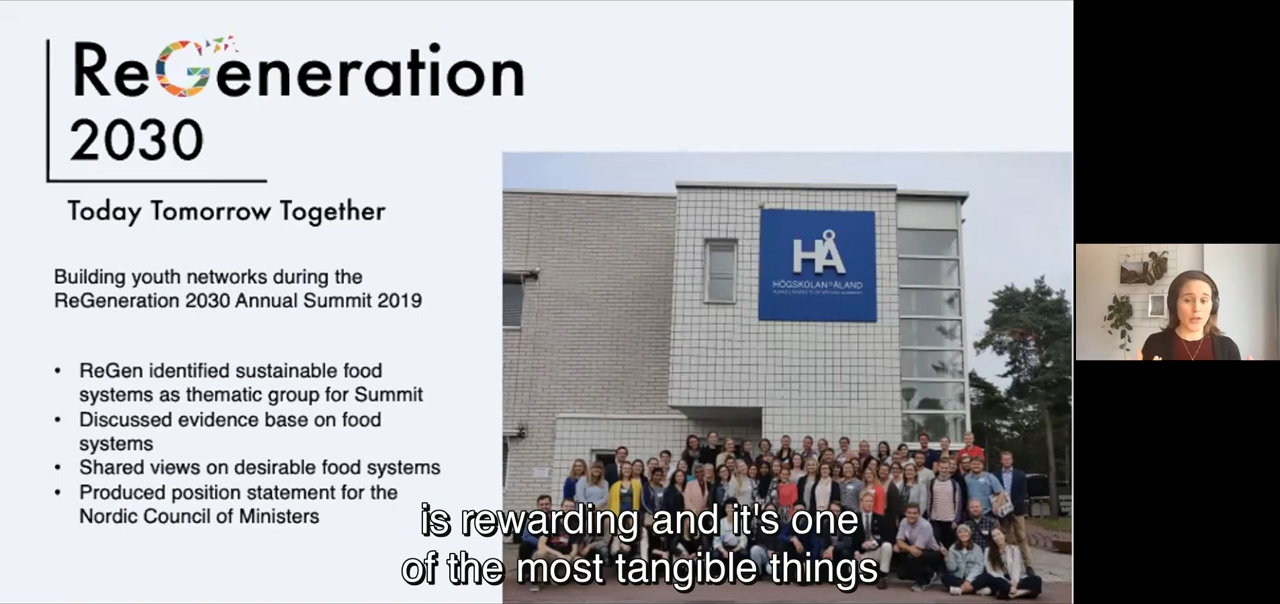 ReGeneration
2030
Today Tomorrow Together
Building youth networks during the
ReGeneration 2030 Annual Summit 2019
• ReGen identified sustainable food
systems as thematic group for Summit
• Discussed evidence base on food
systems
• Shared views on desirable food systems
• Produced position statement for the
Nordic Council of Ministers
HÅ
HÖGSKOLAN PÅ ÅLAND
is rewarding and it's one
of the most tangible things